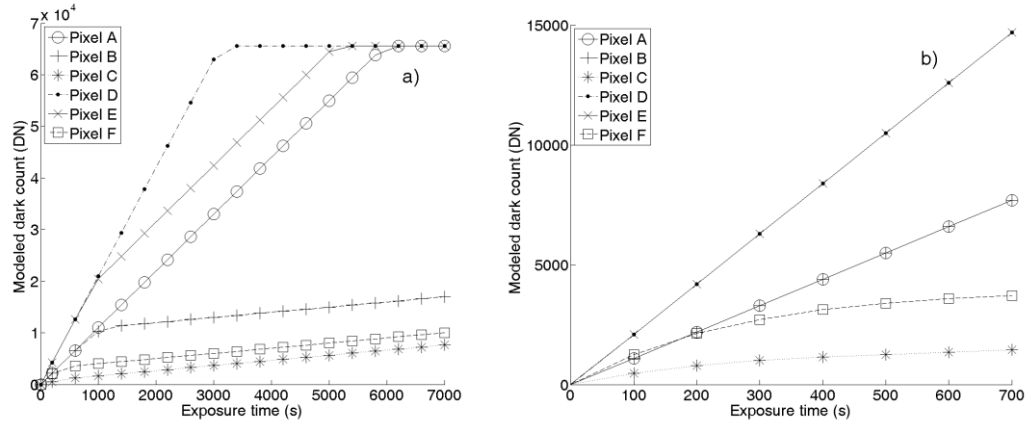 x 10⁴
7
6
5
4
3
2
1
0
Modeled dark count (DN)
Pixel A
Pixel B
Pixel C
Pixel D
Pixel E
Pixel F
a)
0 1000 2000 3000 4000 5000 6000 7000
Exposure time (s)
15000
10000
5000
0
Modeled dark count (DN)
Pixel A
Pixel B
Pixel C
Pixel D
Pixel E
Pixel F
b)
0 100 200 300 400 500 600 700
Exposure time (s)